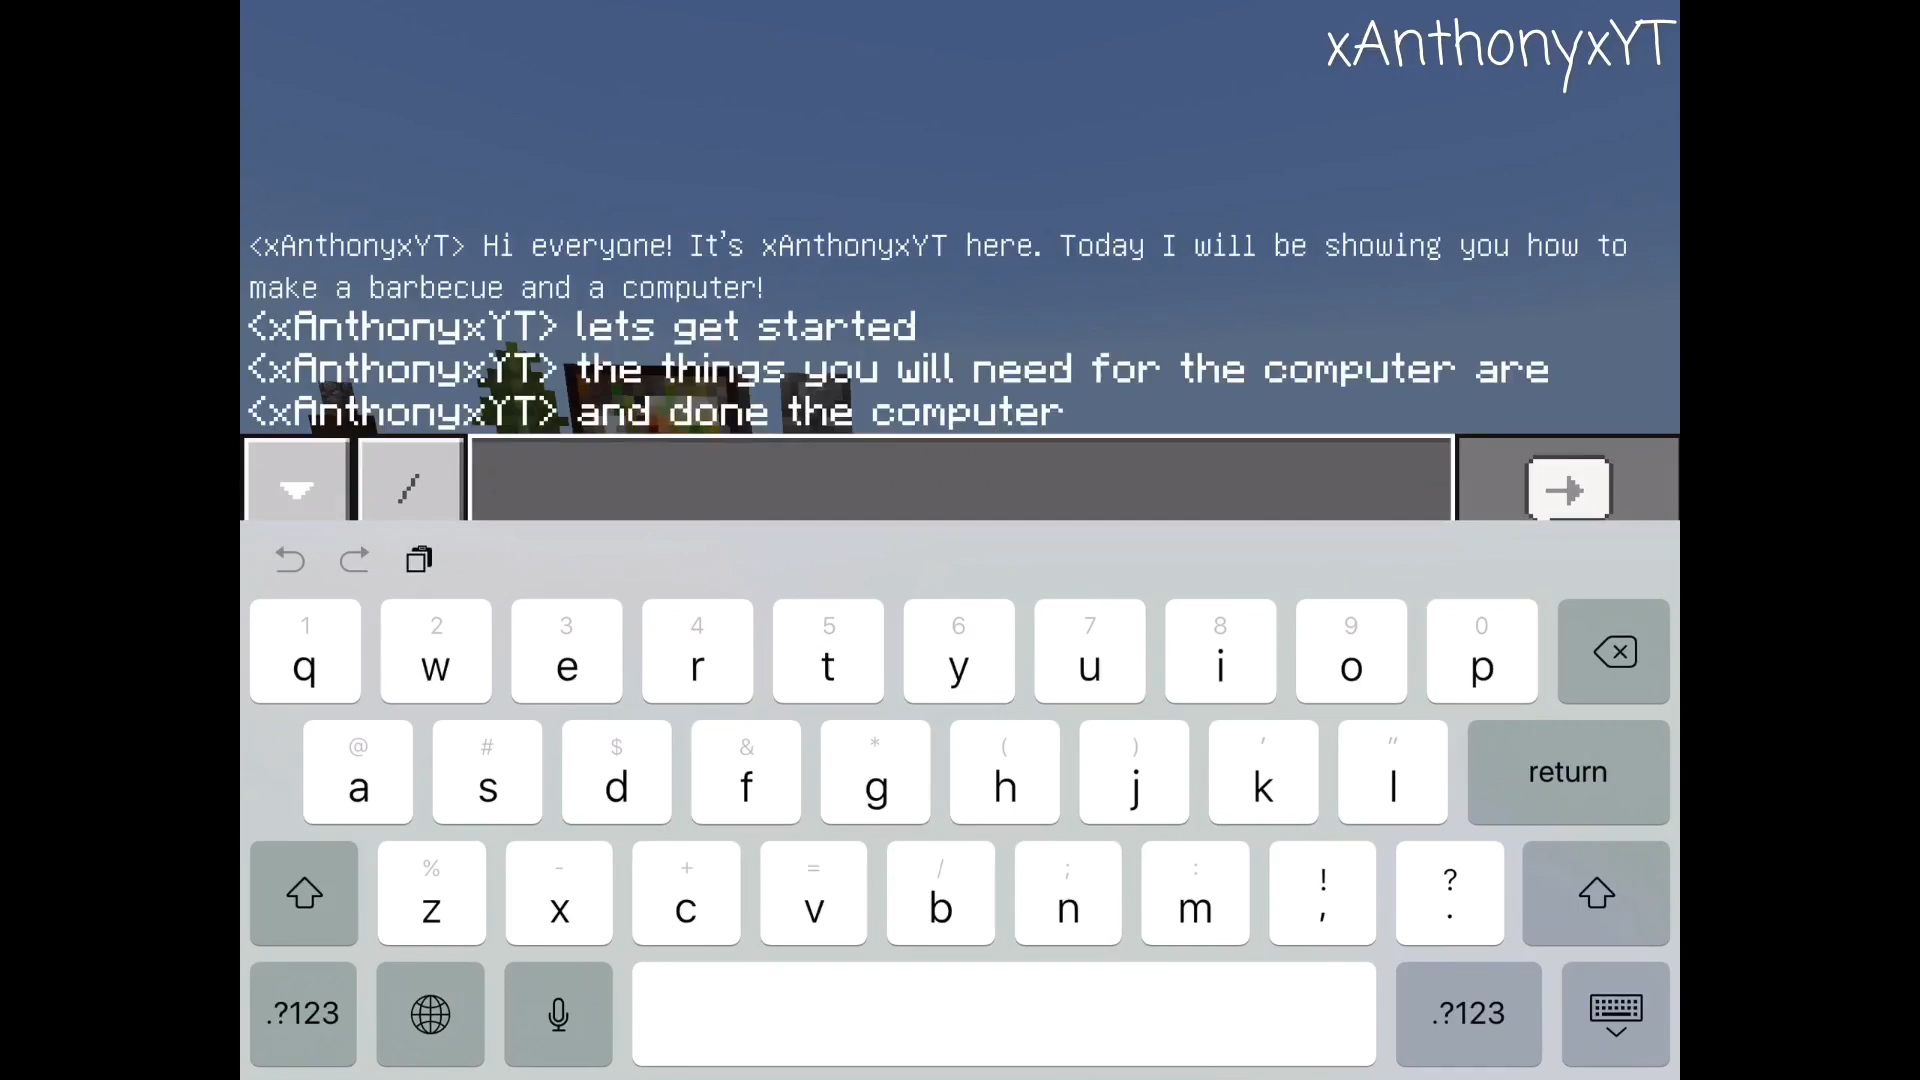 xAnthonyxYT
<xAnthonyxYT> Hi everyone! It's xAnthonyxYT here. Today I will be showing you how to
make a barbecue and a computer!
<xAnthonyxYT> lets get started
<xAnthonyxYT> the things you will need for the computer are
<xAnthonyxYT> and done the computer
/
1 2 3 4 5 6 7 8 9 0
q w e r t y u i o p
@ # $ & * ( ) ' "
a s d f g h j k l return
% - + = / ; : ! ?
z x c v b n m , .
.?123 .?123